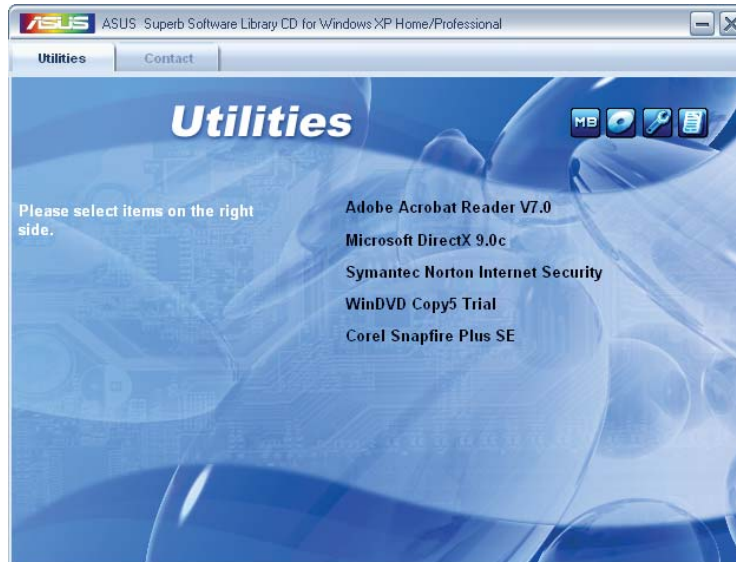 ASUS Superb Software Library CD for Windows XP Home/Professional
Utilities
Contact
Utilities
MB
Please select items on the right
side.
Adobe Acrobat Reader V7.0
Microsoft DirectX 9.0c
Symantec Norton Internet Security
WinDVD Copy5 Trial
Corel Snapfire Plus SE